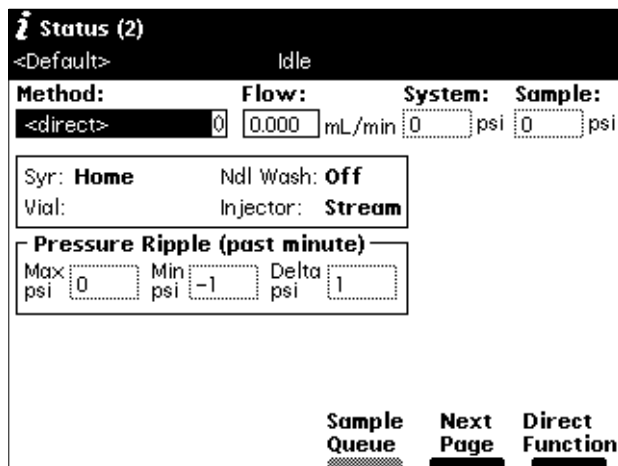 i Status (2)
<Default> Idle
Method: Flow: System: Sample:
<direct> 0 0.000 mL/min 0 psi 0 psi
Syr: Home Ndl Wash: Off
Vial: Injector: Stream
Pressure Ripple (past minute)
Max psi 0 Min psi -1 Delta psi 1
Sample Next Direct
Queue Page Function